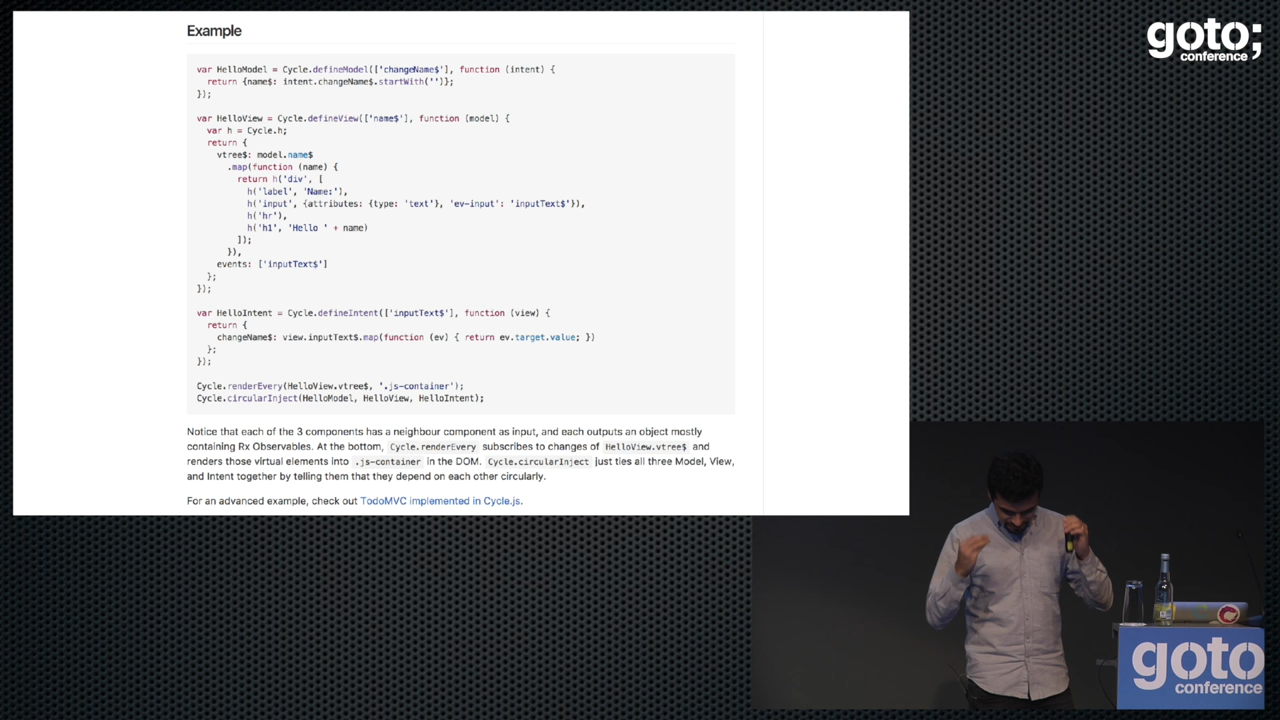 Example
var HelloModel = Cycle.defineModel(['changeName$'], function (intent) {
return {name$: intent.changeName$.startWith('')};
});
var HelloView = Cycle.defineView(['name$'], function (model) {
var h = Cycle.h;
return {
vtree$: model.name$
.map(function (name) {
return h('div', [
h('label', 'Name:'),
h('input', {attributes: {type: 'text'}, 'ev-input': 'inputText$'}),
h('hr'),
h('h1', 'Hello ' + name)
]);
}),
events: ['inputText$']
};
});
var HelloIntent = Cycle.defineIntent(['inputText$'], function (view) {
return {
changeName$: view.inputText$.map(function (ev) { return ev.target.value; })
};
});
Cycle.renderEvery(HelloView.vtree$, '.js-container');
Cycle.circularInject(HelloModel, HelloView, HelloIntent);
Notice that each of the 3 components has a neighbour component as input, and each outputs an object mostly
containing Rx Observables. At the bottom, Cycle.renderEvery subscribes to changes of HelloView.vtree$ and
renders those virtual elements into .js-container in the DOM. Cycle.circularInject just ties all three Model, View,
and Intent together by telling them that they depend on each other circularly.
For an advanced example, check out TodoMVC implemented in Cycle.js.
goto;
conference
goto
conference